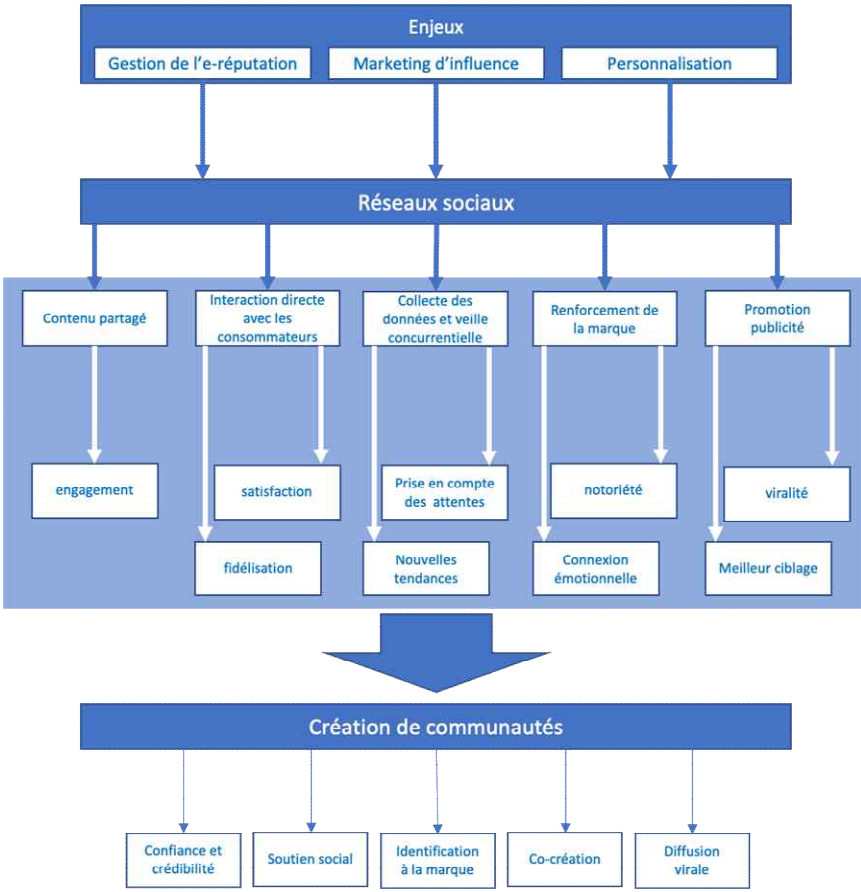 Enjeux
Gestion de l'e-réputation
Marketing d'influence
Personnalisation
Réseaux sociaux
Contenu partagé
Interaction directe
avec les
consommateurs
Collecte des
données et veille
concurrentielle
Renforcement de
la marque
Promotion
publicité
engagement
satisfaction
Prise en compte
des attentes
notoriété
viralité
fidélisation
Nouvelles
tendances
Connexion
émotionnelle
Meilleur ciblage
Création de communautés
Confiance et
crédibilité
Soutien social
Identification
à la marque
Co-création
Diffusion
virale